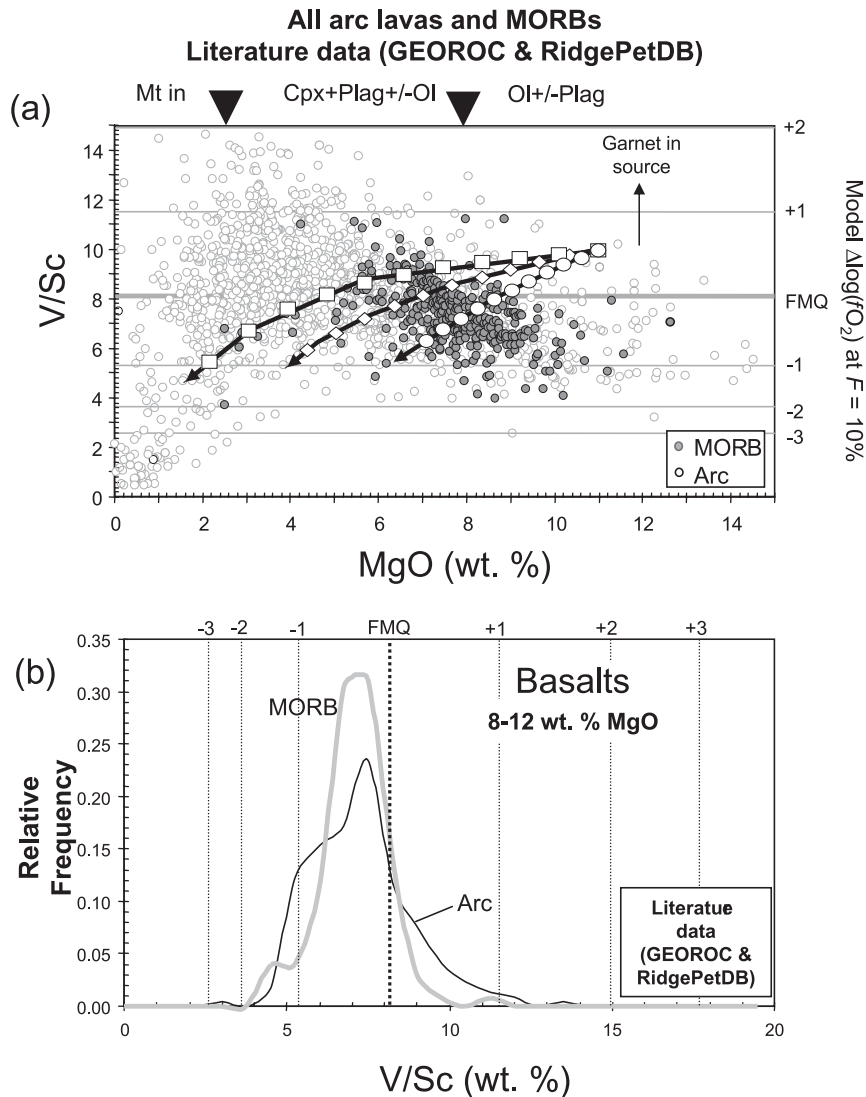 All arc lavas and MORBs
Literature data (GEOROC & RidgePetDB)
Mt in
Cpx+Plag+/-Ol
Ol+/-Plag
(a)
Garnet in
source
V/Sc
14
12
10
8
6
4
2
0
+2
+1
FMQ
-1
-2
-3
Model Δlog(fO2) at F = 10%
MORB
Arc
0
2
4
6
8
10
12
14
MgO (wt. %)
(b)
-3
-2
-1
FMQ
+1
+2
+3
0.35
0.30
0.25
0.20
0.15
0.10
0.05
0.00
Relative
Frequency
MORB
Basalts
8-12 wt. % MgO
Arc
Literature
data
(GEOROC &
RidgePetDB)
0
5
10
15
20
V/Sc (wt. %)